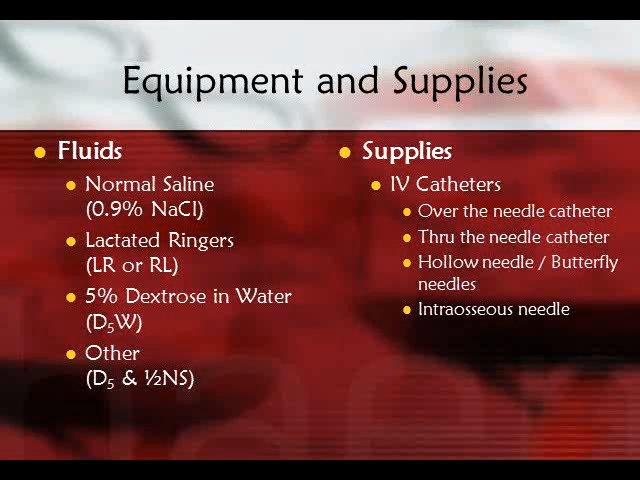 Equipment and Supplies
Fluids
Normal Saline
(0.9% NaCl)
Lactated Ringers
(LR or RL)
5% Dextrose in Water
(D₅W)
Other
(D₅ & ½NS)
Supplies
IV Catheters
Over the needle catheter
Thru the needle catheter
Hollow needle / Butterfly
needles
Intraosseous needle